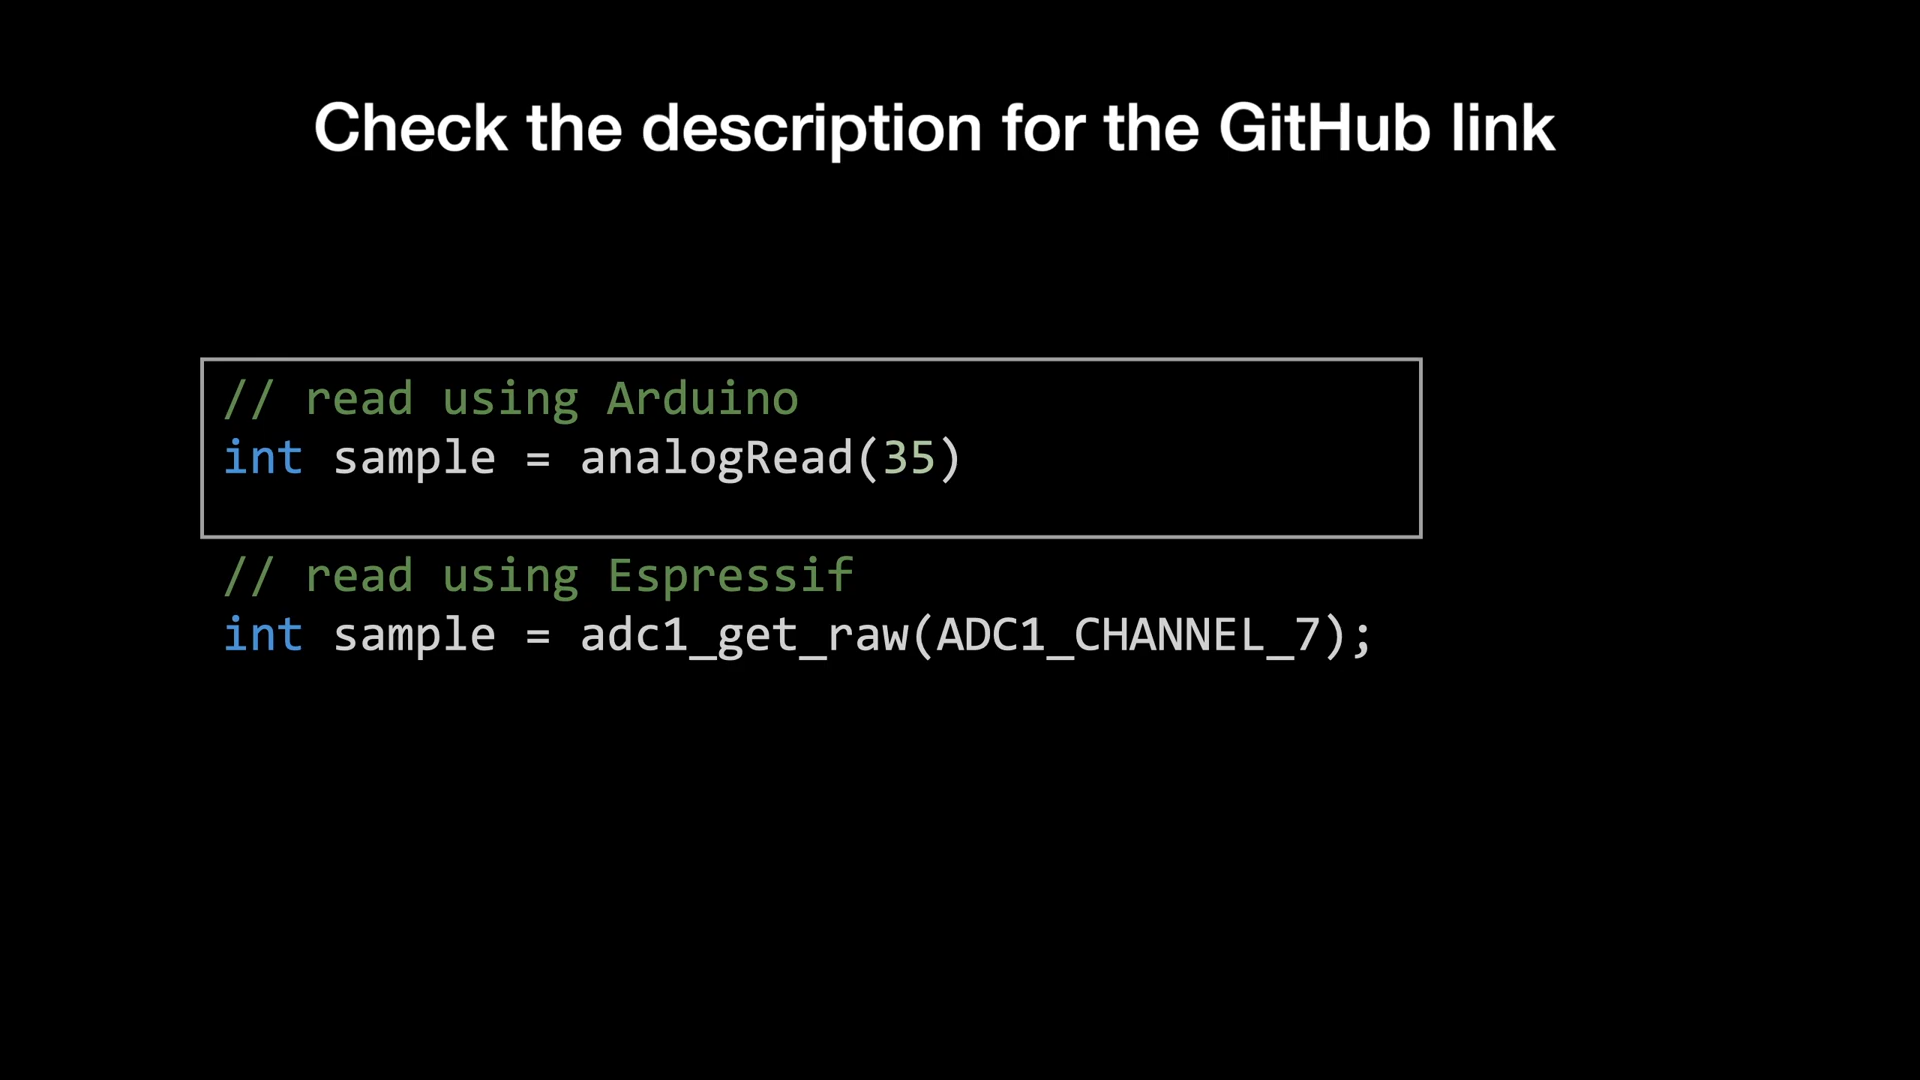 Check the description for the GitHub link
// read using Arduino
int sample = analogRead(35)
// read using Espressif
int sample = adc1_get_raw(ADC1_CHANNEL_7);